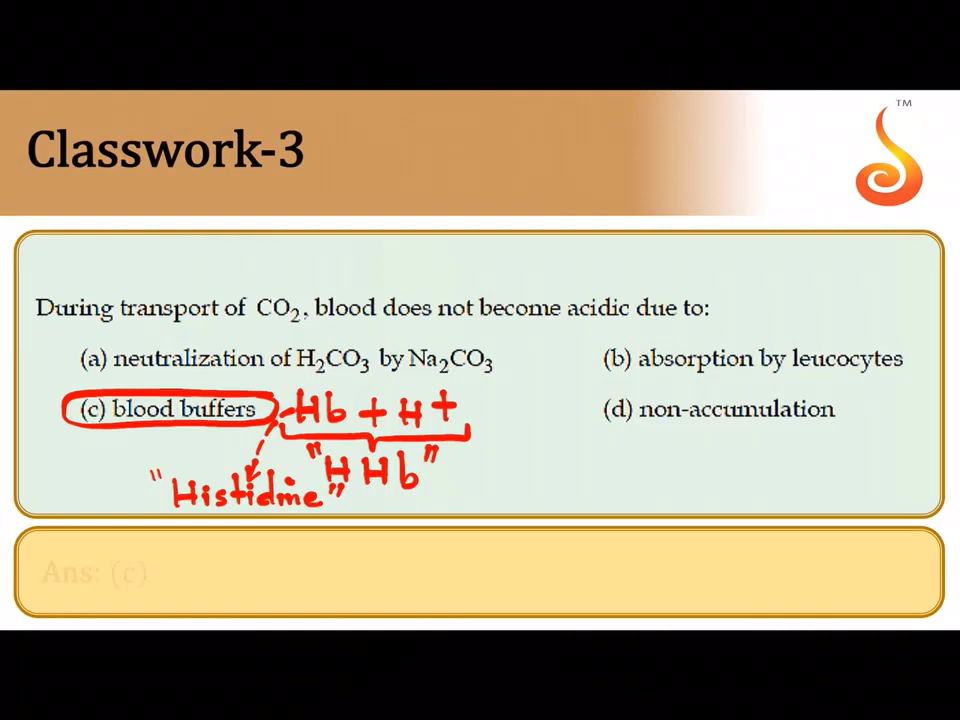 TM
Classwork-3
During transport of CO₂, blood does not become acidic due to:
(a) neutralization of H₂CO₃ by Na₂CO₃ (b) absorption by leucocytes
(c) blood buffers Hb + H+ (d) non-accumulation
"HHb"
"Histidine"
Ans: (c)